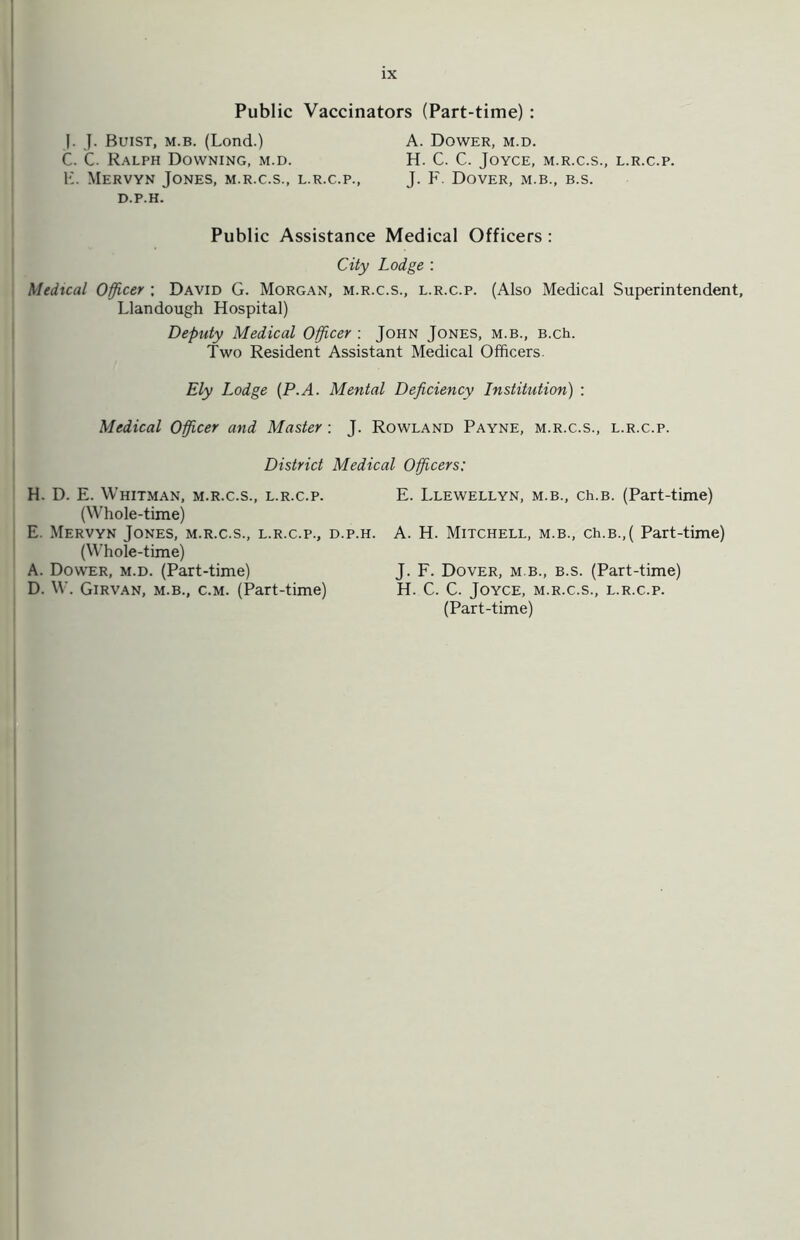 ix
Public Vaccinators (Part-time) :
J. J. Buist, m.b. (Lond.)
C. C. Ralph Downing, m.d.
E. Mervyn Jones, m.r.c.s., l.r.c.p.,
d.p.h.
A. Dower, m.d.
H. C. C. Joyce, m.r.c.s., l.r.c.p.
J. F. Dover, m.b., b.s.
Public Assistance Medical Officers :
City Lodge :
Medical Officer : David G. Morgan, m.r.c.s., l.r.c.p. (Also Medical Superintendent,
Llandough Hospital)
Deputy Medical Officer : John Jones, m.b., b.ch.
Two Resident Assistant Medical Officers.
Ely Lodge (P.A. Mental Deficiency Institution) :
Medical Officer and Master : J. Rowland Payne, m.r.c.s., l.r.c.p.
District Medical Officers:
H. D. E. Whitman, m.r.c.s., l.r.c.p.
(Whole-time)
E. Mervyn Jones, m.r.c.s., l.r.c.p., d.p.h.
(Whole-time)
A. Dower, m.d. (Part-time)
D. W. Girvan, m.b., c.m. (Part-time)
E. Llewellyn, m.b., ch.b. (Part-time)
A. H. Mitchell, m.b., ch.b.,( Part-time)
J. F. Dover, m.b., b.s. (Part-time)
H. C. C. Joyce, m.r.c.s., l.r.c.p.
(Part-time)